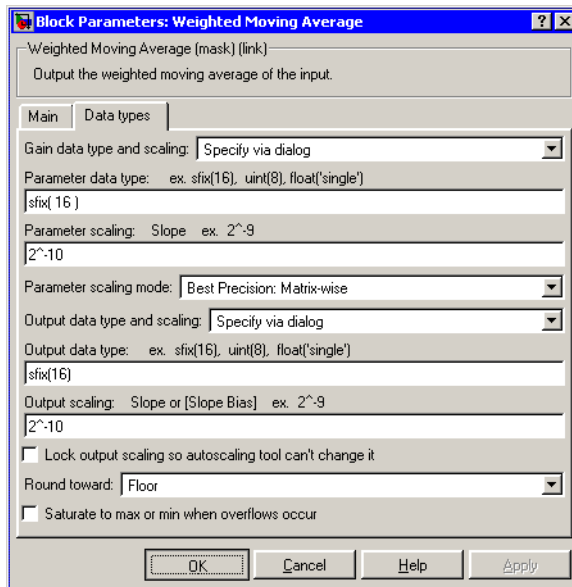 Block Parameters: Weighted Moving Average
Weighted Moving Average (mask) (link)
Output the weighted moving average of the input.
Main Data types
Gain data type and scaling: Specify via dialog
Parameter data type: ex. sfix(16), uint(8), float('single')
sfix( 16 )
Parameter scaling: Slope ex. 2^-9
2^-10
Parameter scaling mode: Best Precision: Matrix-wise
Output data type and scaling: Specify via dialog
Output data type: ex. sfix(16), uint(8), float('single')
sfix(16)
Output scaling: Slope or [Slope Bias] ex. 2^-9
2^-10
Lock output scaling so autoscaling tool can't change it
Round toward: Floor
Saturate to max or min when overflows occur
OK Cancel Help Apply